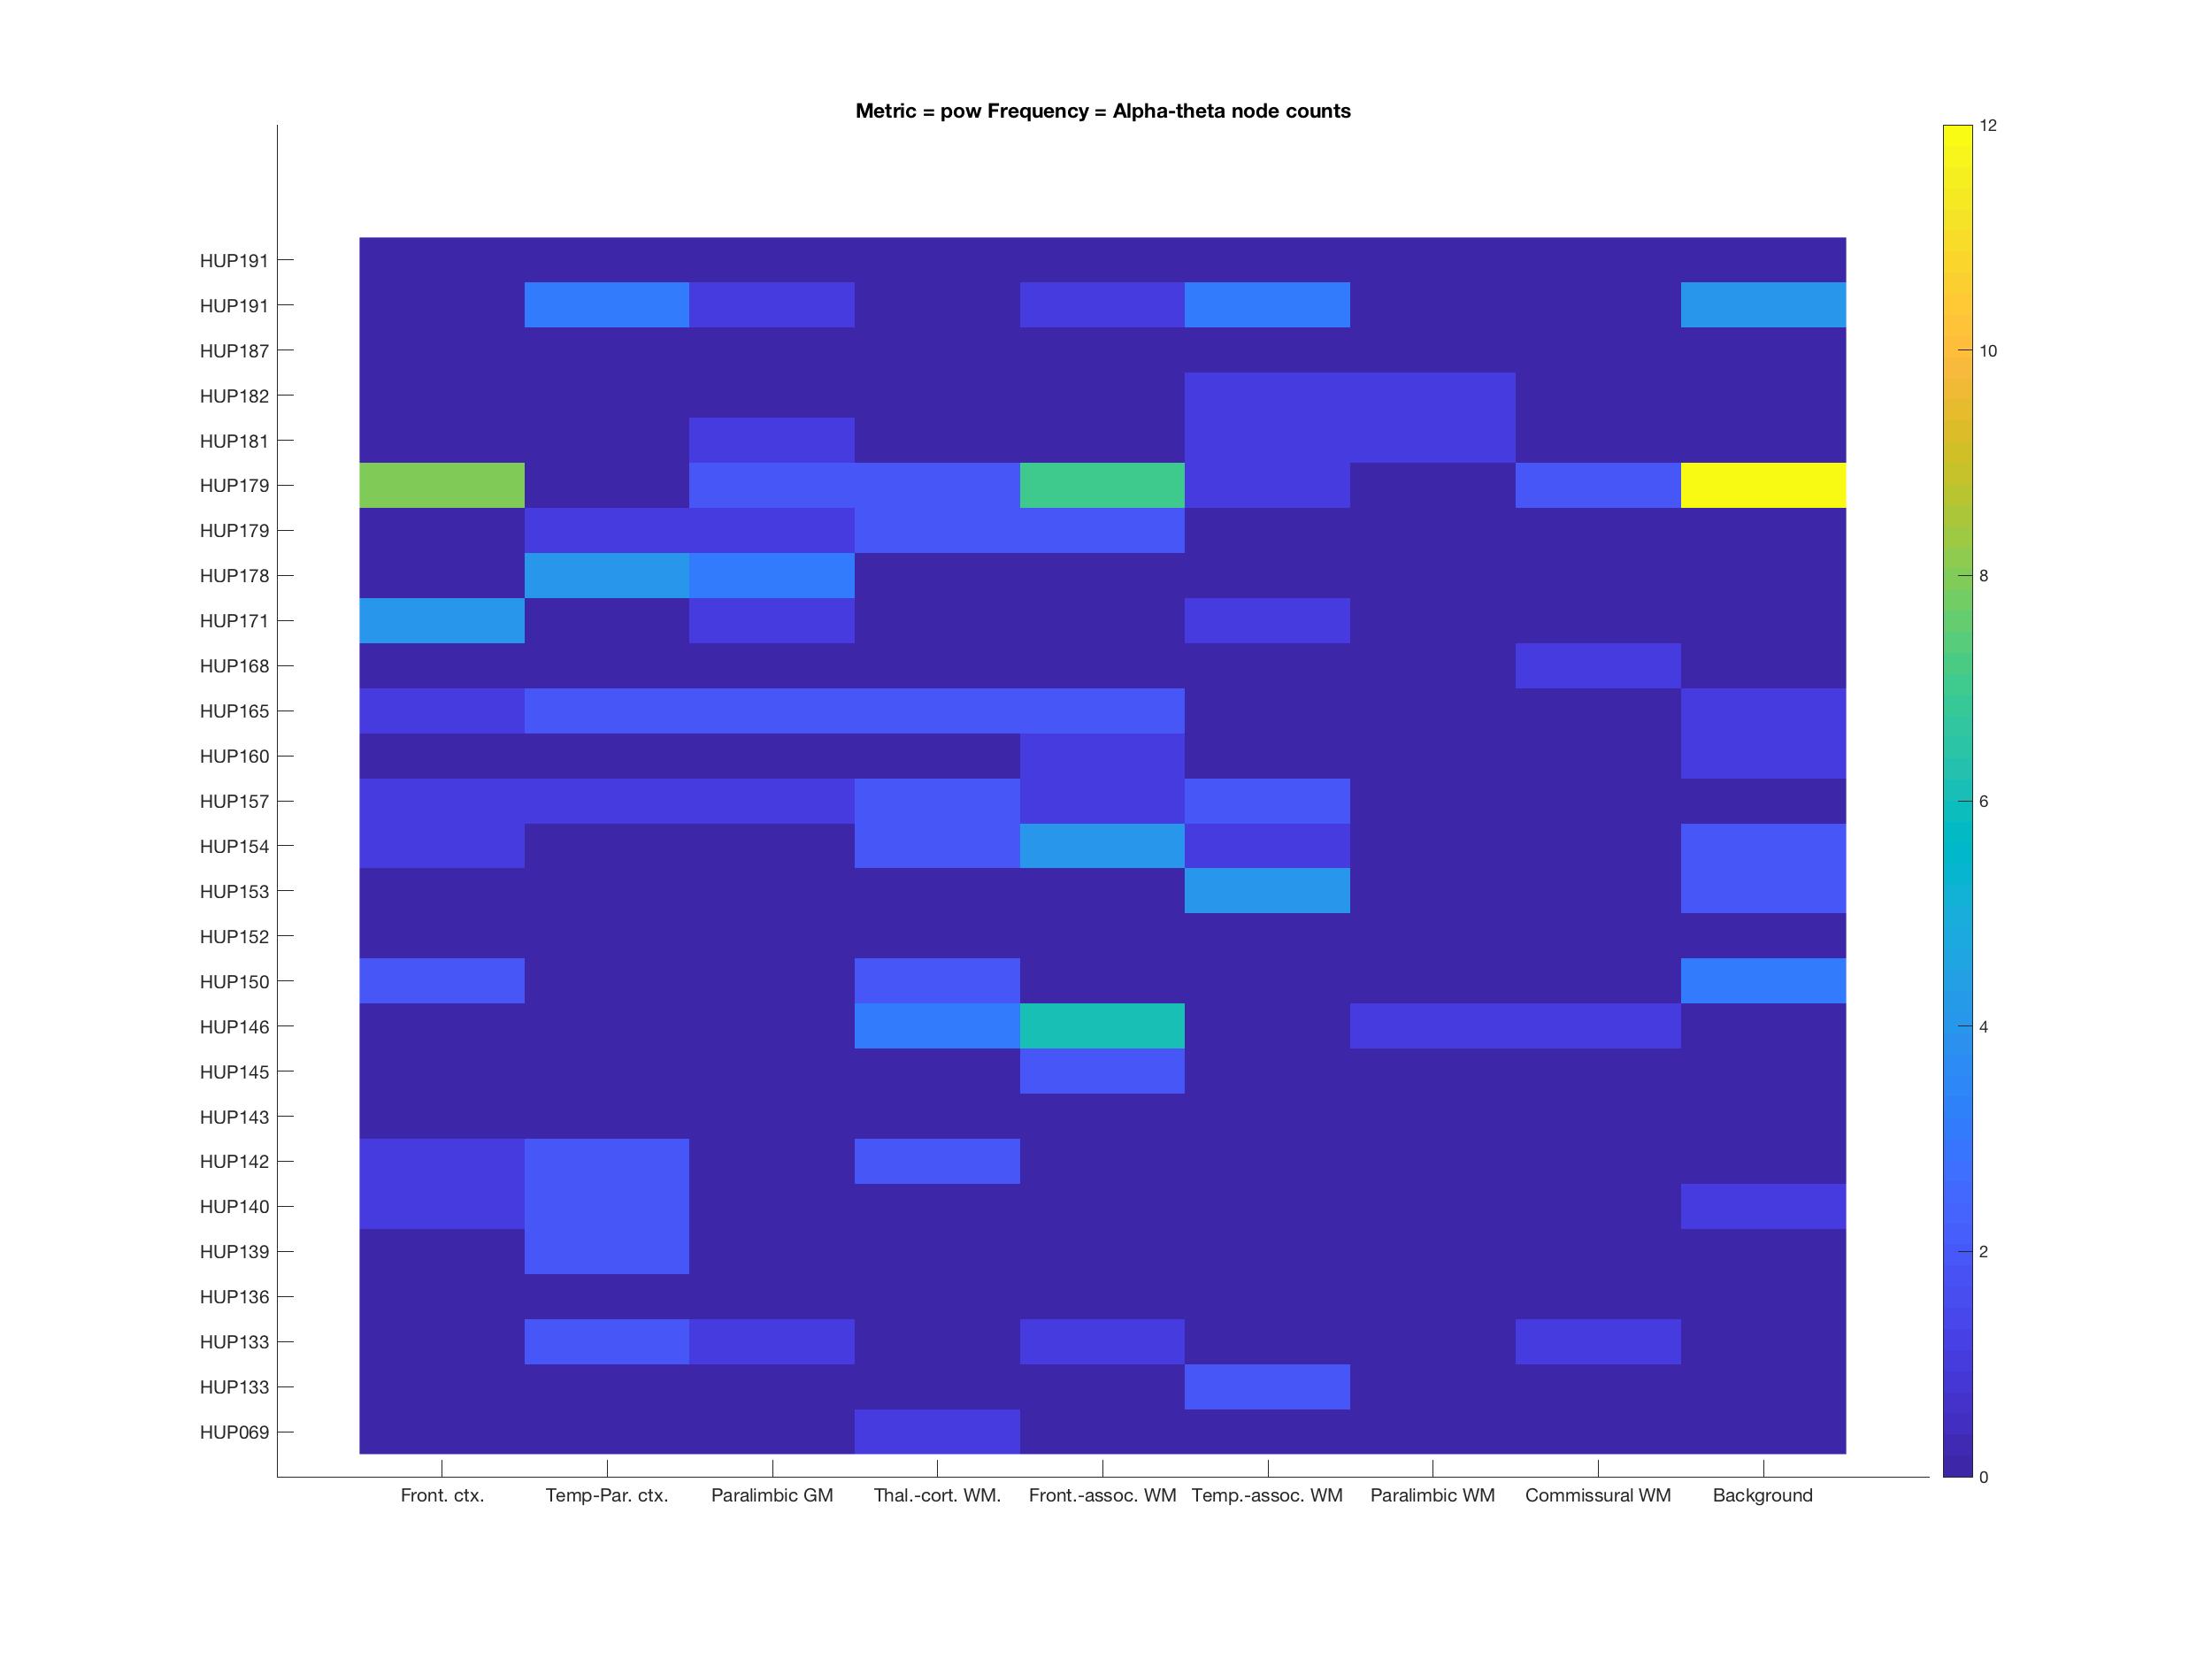 Metric = pow Frequency = Alpha-theta node counts
HUP191
HUP191
HUP187
HUP182
HUP181
HUP179
HUP179
HUP178
HUP171
HUP168
HUP165
HUP160
HUP157
HUP154
HUP153
HUP152
HUP150
HUP146
HUP145
HUP143
HUP142
HUP140
HUP139
HUP136
HUP133
HUP133
HUP069
Front. ctx. Temp-Par. ctx. Paralimbic GM Thal.-cort. WM. Front.-assoc. WM Temp.-assoc. WM Paralimbic WM Commissural WM Background
12
10
8
6
4
2
0